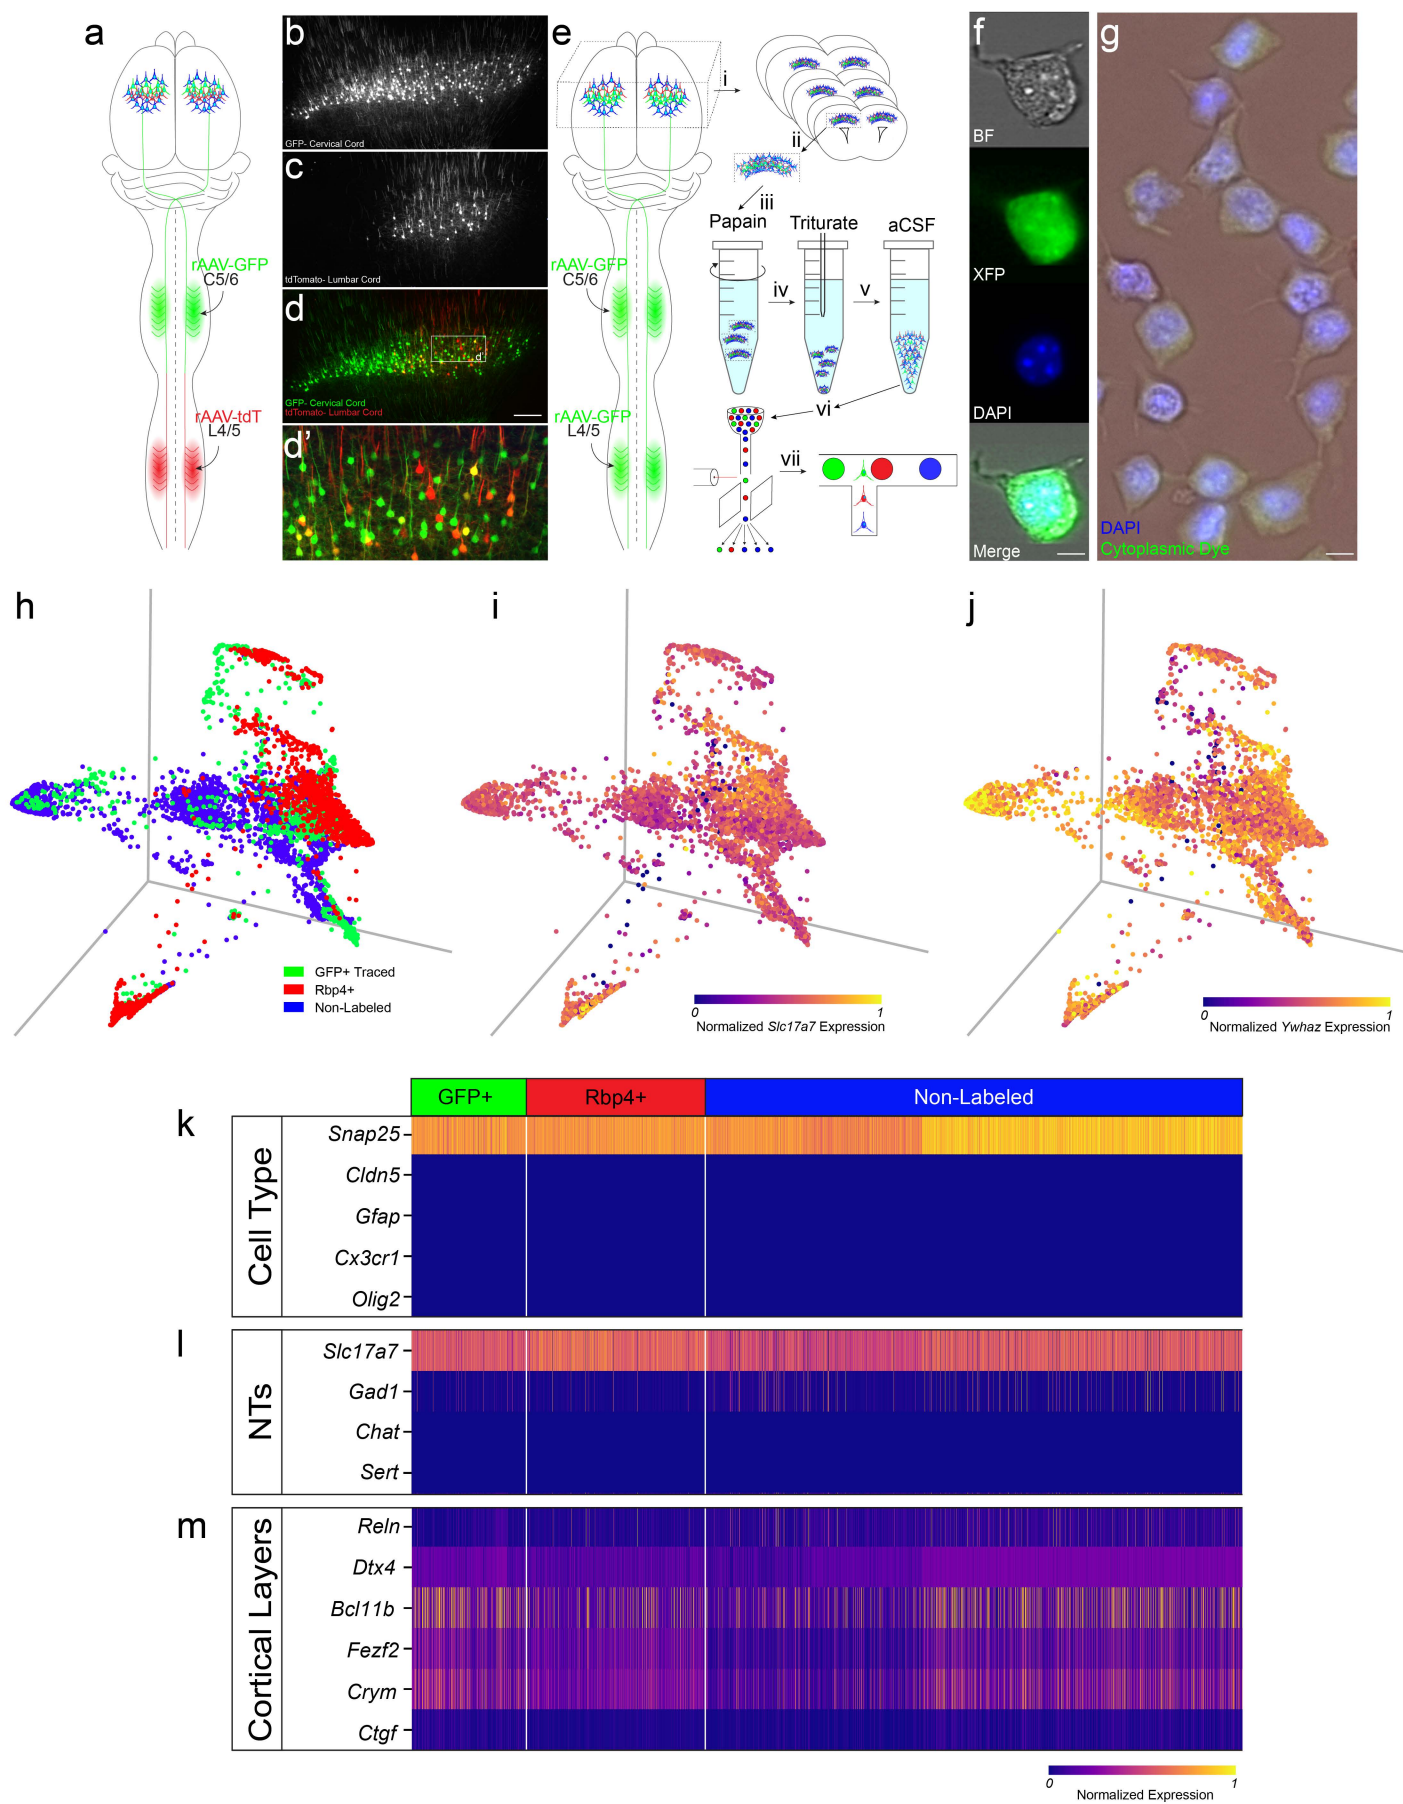 a
rAAV-GFP
C5/6
rAAV-tdT
L4/5
b
GFP- Cervical Cord
c
tdTomato- Lumbar Cord
d
d'
GFP- Cervical Cord
tdTomato- Lumbar Cord
d'
e
i
ii
iii
Papain
Triturate
aCSF
iv
v
vi
vii
rAAV-GFP
C5/6
rAAV-GFP
L4/5
f
BF
XFP
DAPI
Merge
g
DAPI
Cytoplasmic Dye
h
GFP+ Traced
Rbp4+
Non-Labeled
i
0
1
Normalized Slc17a7 Expression
j
0
1
Normalized Ywhaz Expression
GFP+
Rbp4+
Non-Labeled
k
Cell Type
Snap25
Cldn5
Gfap
Cx3cr1
Olig2
l
NTs
Slc17a7
Gad1
Chat
Sert
m
Cortical Layers
Reln
Dtx4
Bcl11b
Fezf2
Crym
Ctgf
0
1
Normalized Expression